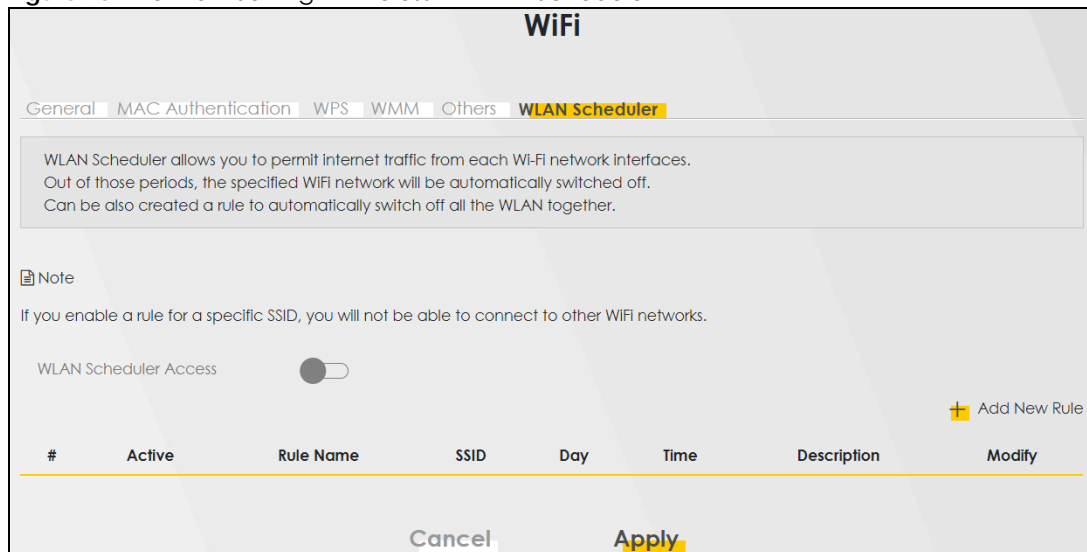 WiFi
General MAC Authentication WPS WMM Others WLAN Scheduler
WLAN Scheduler allows you to permit internet traffic from each Wi-Fi network interfaces.
Out of those periods, the specified WiFi network will be automatically switched off.
Can be also created a rule to automatically switch off all the WLAN together.
Note
If you enable a rule for a specific SSID, you will not be able to connect to other WiFi networks.
WLAN Scheduler Access
+ Add New Rule
# Active Rule Name SSID Day Time Description Modify
Cancel Apply